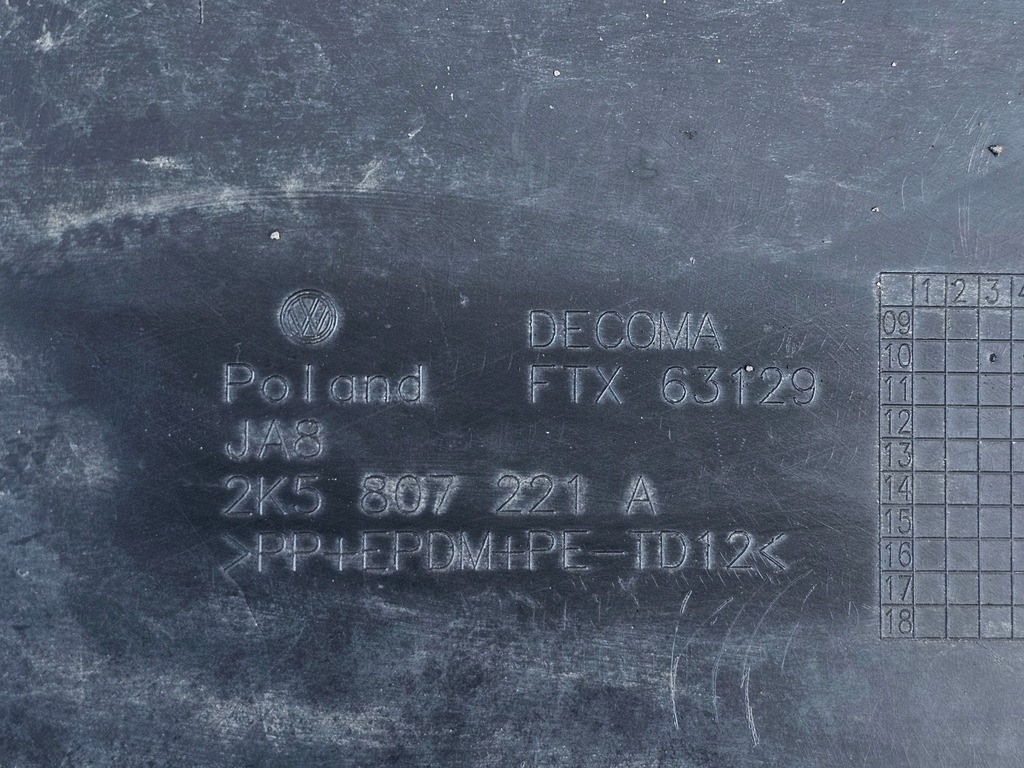 DECOMA
Poland FTX 63129
JA8
2K5 807 221 A
>PP+EPDM+PE-TD12<
1 2 3 4
09
10
11
12
13
14
15
16
17
18